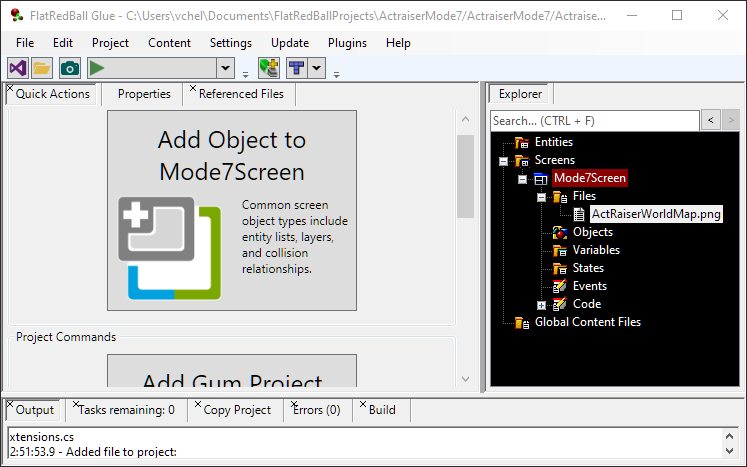 FlatRedBall Glue - C:\Users\vchel\Documents\FlatRedBallProjects\ActraiserMode7/ActraiserMode7/Actraise...
File Edit Project Content Settings Update Plugins Help
Quick Actions Properties Referenced Files
Add Object to
Mode7Screen
Common screen
object types include
entity lists, layers,
and collision
relationships.
Project Commands
Add Gum Project
Explorer
Search... (CTRL + F)
< >
Entities
Screens
Mode7Screen
Files
ActRaiserWorldMap.png
Objects
Variables
States
Events
Code
Global Content Files
Output Tasks remaining: 0 Copy Project Errors (0) Build
xtensions.cs
2:51:53.9 - Added file to project: